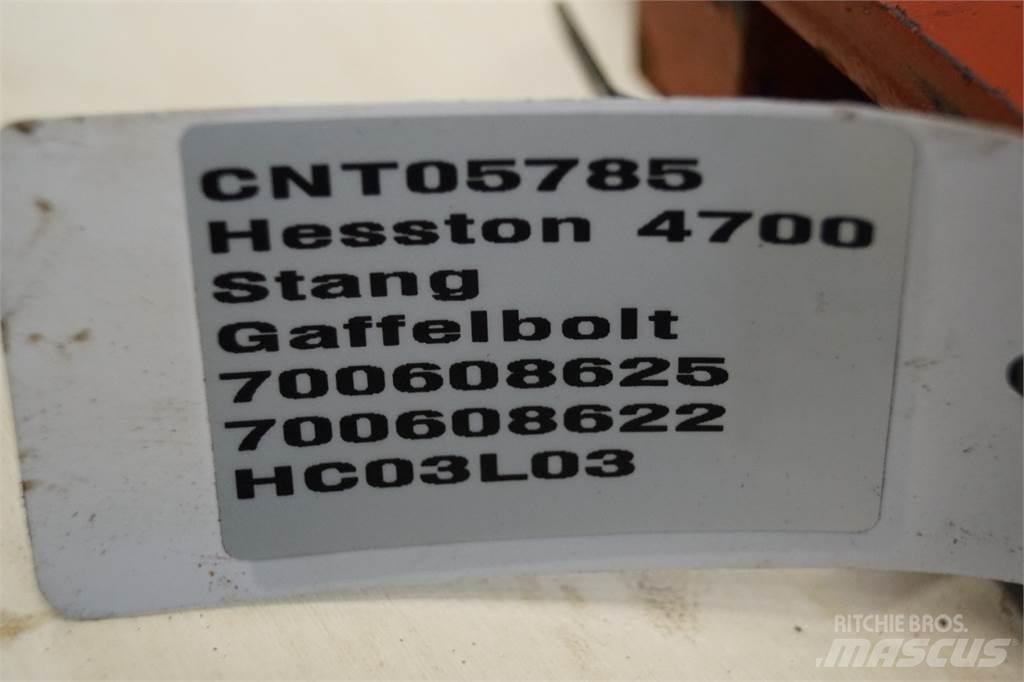 CNT05785
Hesston 4700
Stang
Gaffelbolt
700608625
700608622
HC03L03
RITCHIE BROS.
MASCUS